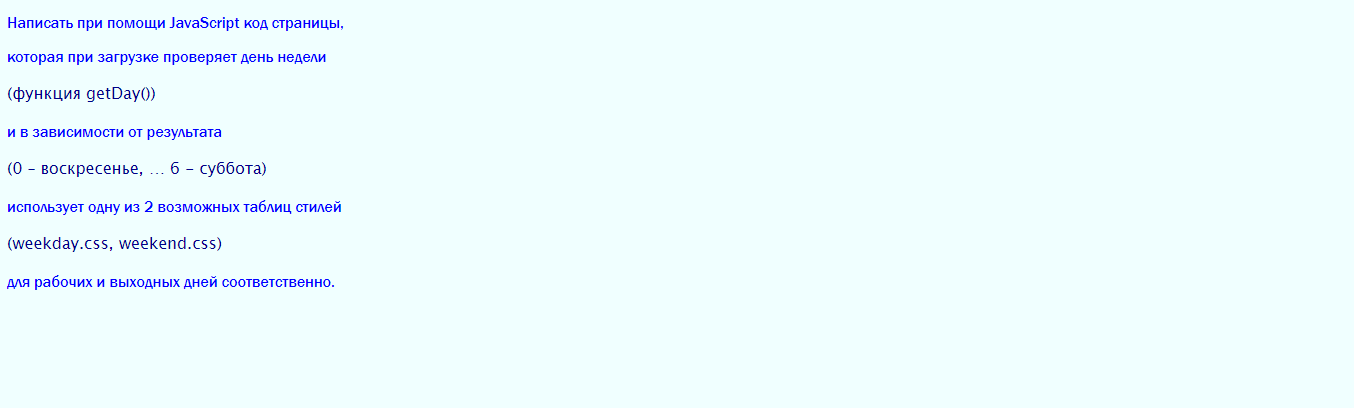 Написать при помощи JavaScript код страницы,
которая при загрузке проверяет день недели
(функция getDay())
и в зависимости от результата
(0 – воскресенье, … 6 – суббота)
использует одну из 2 возможных таблиц стилей
(weekday.css, weekend.css)
для рабочих и выходных дней соответственно.